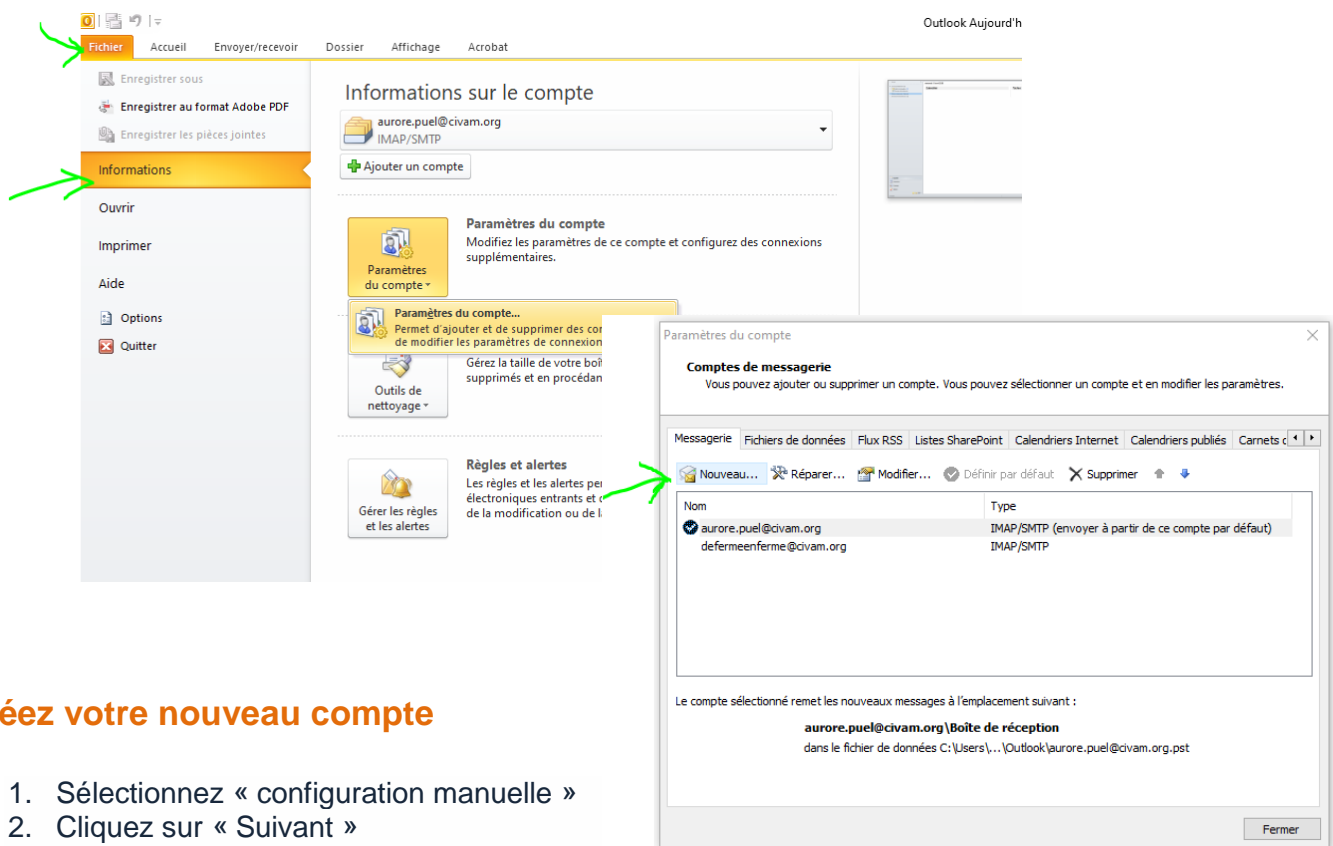 Outlook Aujourd'h
Fichier Accueil Envoyer/recevoir Dossier Affichage Acrobat
Enregistrer sous
Enregistrer au format Adobe PDF
Enregistrer les pièces jointes
Informations
Ouvrir
Imprimer
Aide
Options
Quitter
Informations sur le compte
aurore.puel@civam.org
IMAP/SMTP
Ajouter un compte
Paramètres du compte
Paramètres du compte
Modifiez les paramètres de ce compte et configurez des connexions
supplémentaires.
Paramètres du compte...
Permet d'ajouter et de supprimer des
de modifier les paramètres de connexion
Outils de
nettoyage
Gérez la taille de votre
supprimés et en
Gérer les règles
et les alertes
Règles et alertes
Les règles et les alertes
électroniques entrants et
de la modification ou de
Paramètres du compte
Comptes de messagerie
Vous pouvez ajouter ou supprimer un compte. Vous pouvez sélectionner un compte et en modifier les paramètres.
Messagerie Fichiers de données Flux RSS Listes SharePoint Calendriers Internet Calendriers publiés Carnets
Nouveau... Réparer... Modifier... Définir par défaut Supprimer
Nom Type
aurore.puel@civam.org IMAP/SMTP (envoyer à partir de ce compte par défaut)
defermeenferme@civam.org IMAP/SMTP
Le compte sélectionné remet les nouveaux messages à l'emplacement suivant :
aurore.puel@civam.org\Boîte de réception
dans le fichier de données C:\Users\...\Outlook\aurore.puel@civam.org.pst
Fermer
éez votre nouveau compte
1. Sélectionnez « configuration manuelle »
2. Cliquez sur « Suivant »